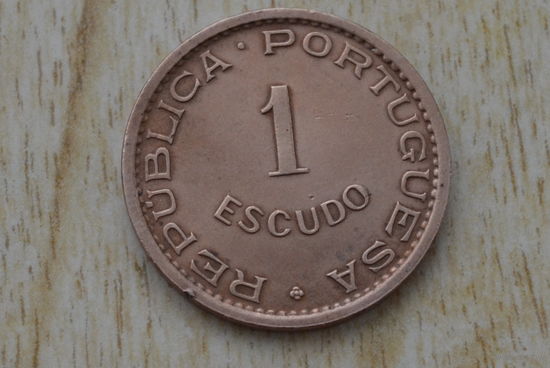 REPÚBLICA · PORTUGUESA
1
ESCUDO